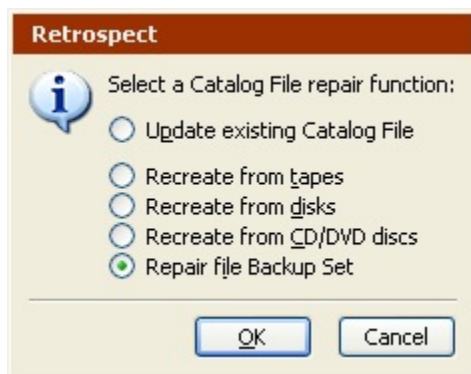 Retrospect
Select a Catalog File repair function:
Update existing Catalog File
Recreate from tapes
Recreate from disks
Recreate from CD/DVD discs
Repair file Backup Set
OK
Cancel